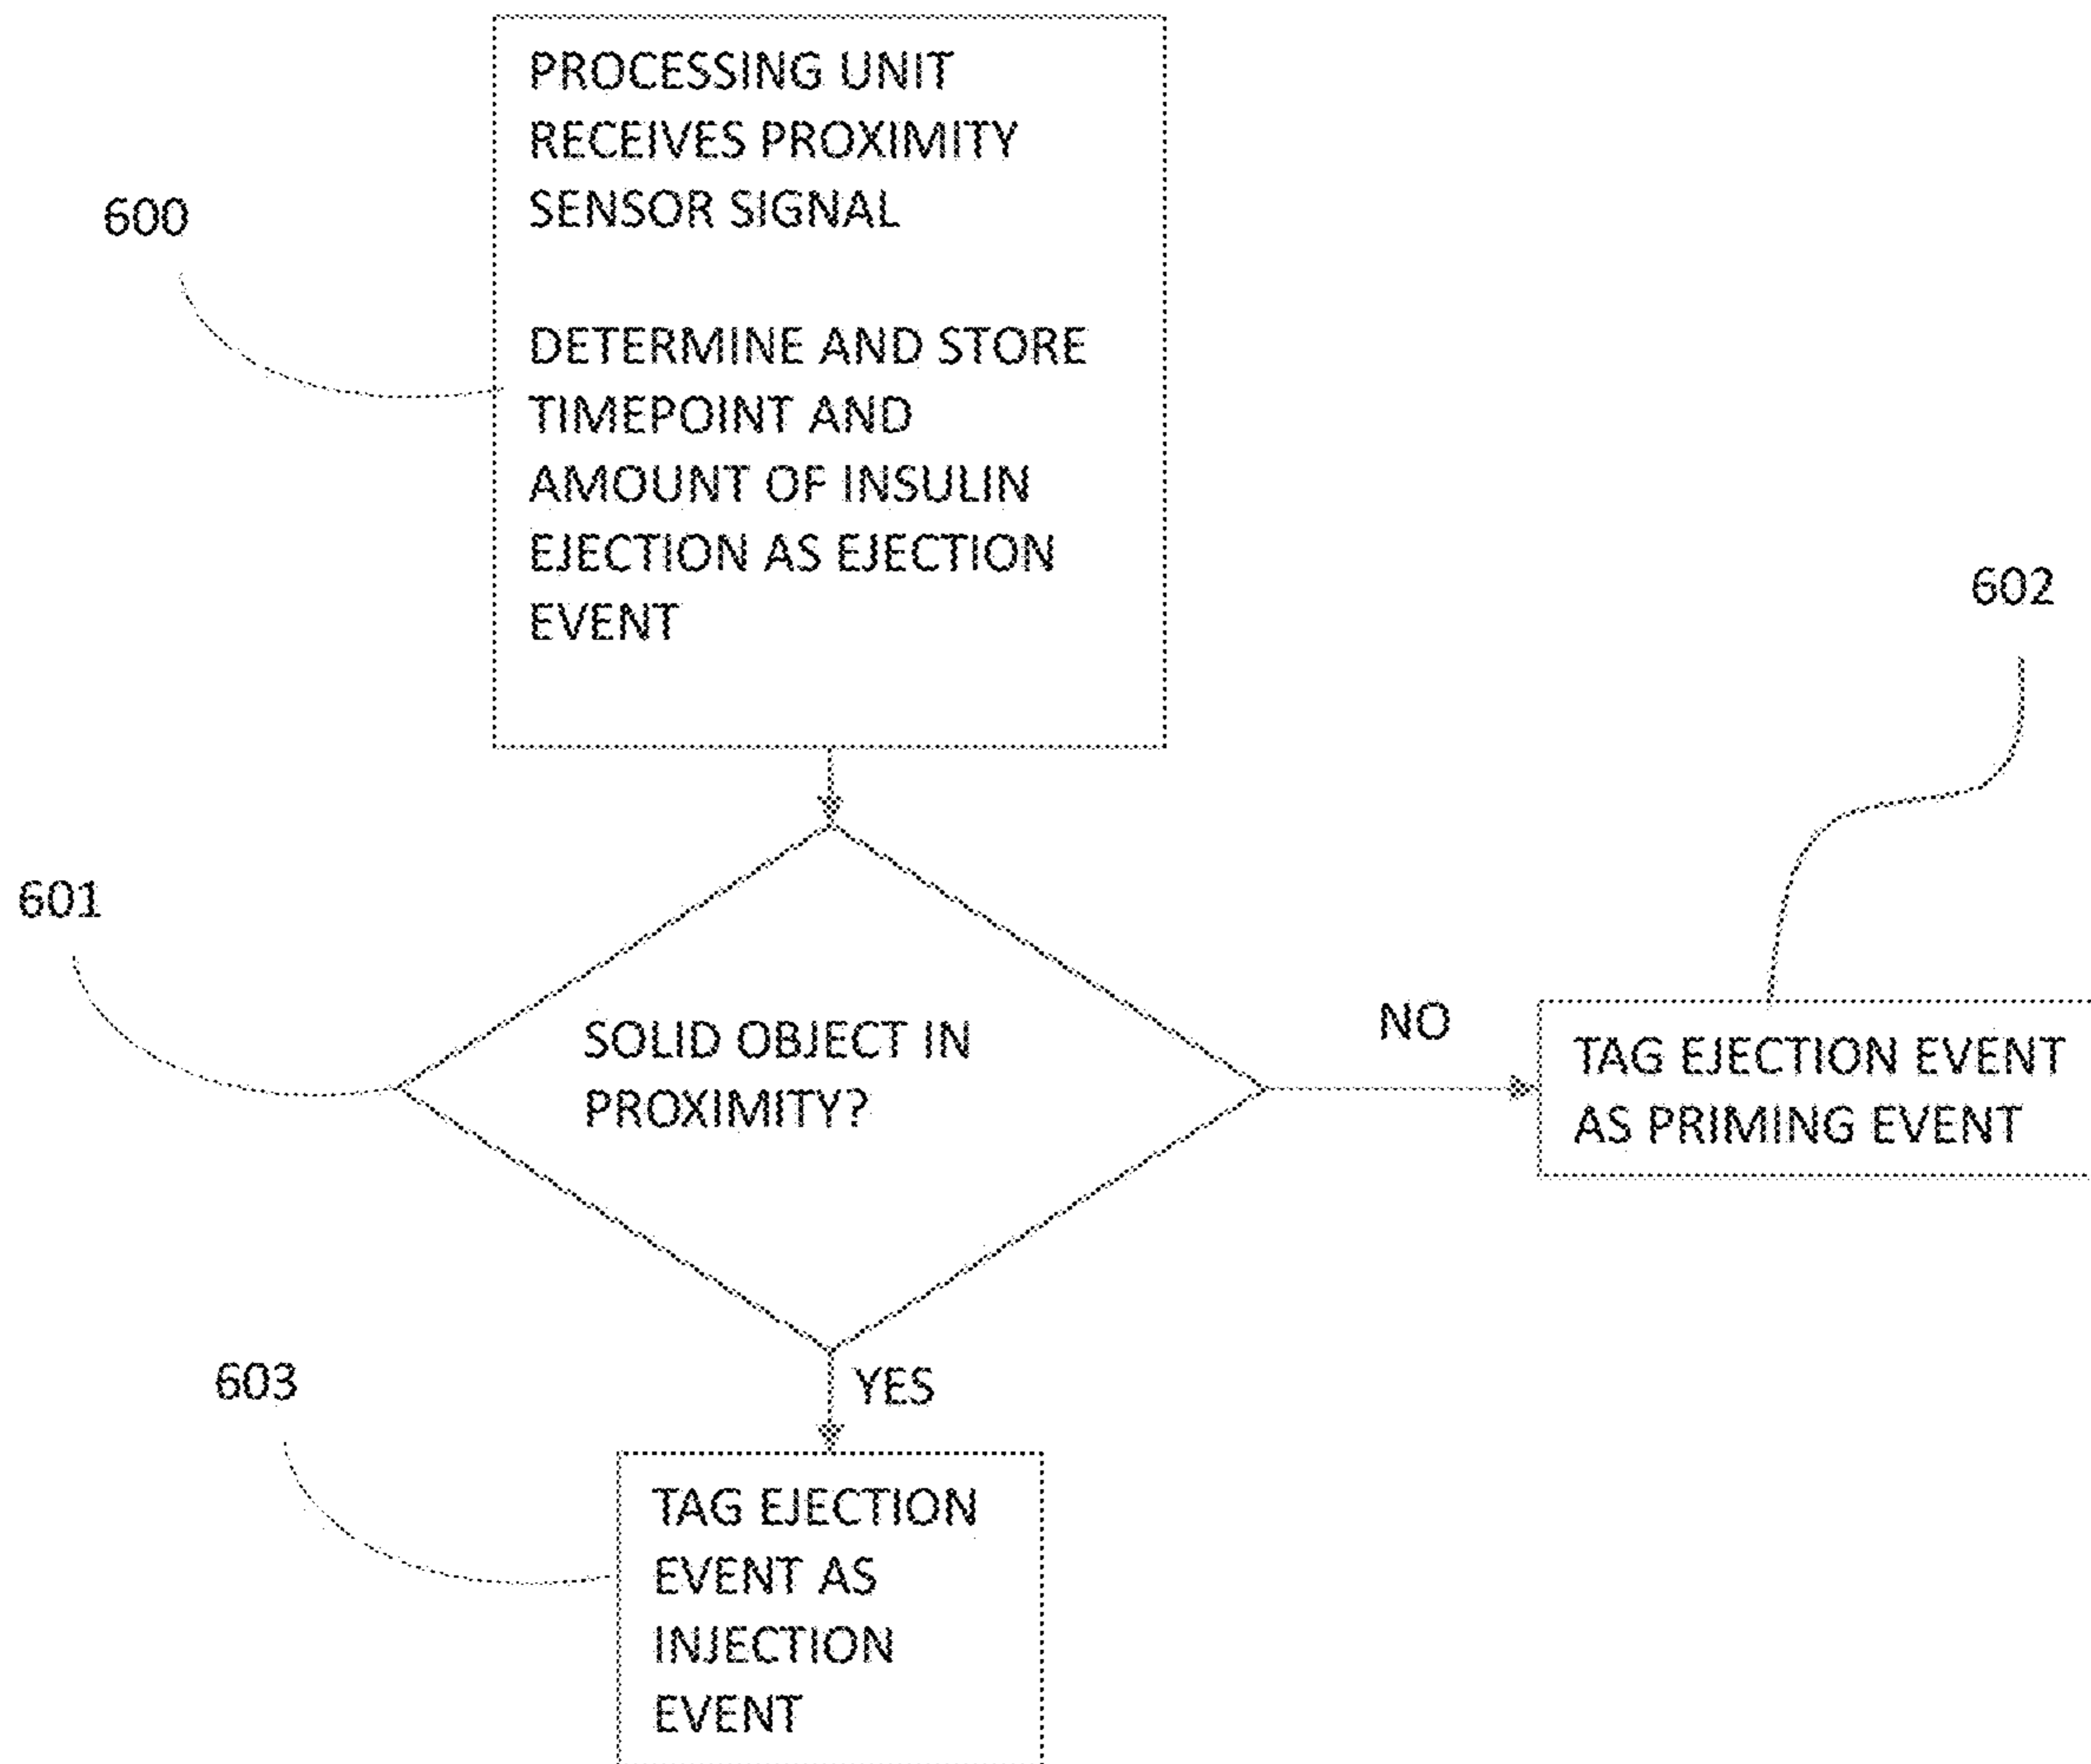 PROCESSING UNIT
RECEIVES PROXIMITY
SENSOR SIGNAL
600
DETERMINE AND STORE
TIMEPOINT AND
AMOUNT OF INSULIN
EJECTION AS EJECTION
EVENT
602
601
SOLID OBJECT IN
PROXIMITY?
NO
TAG EJECTION EVENT
AS PRIMING EVENT
YES
603
TAG EJECTION
EVENT AS
INJECTION
EVENT